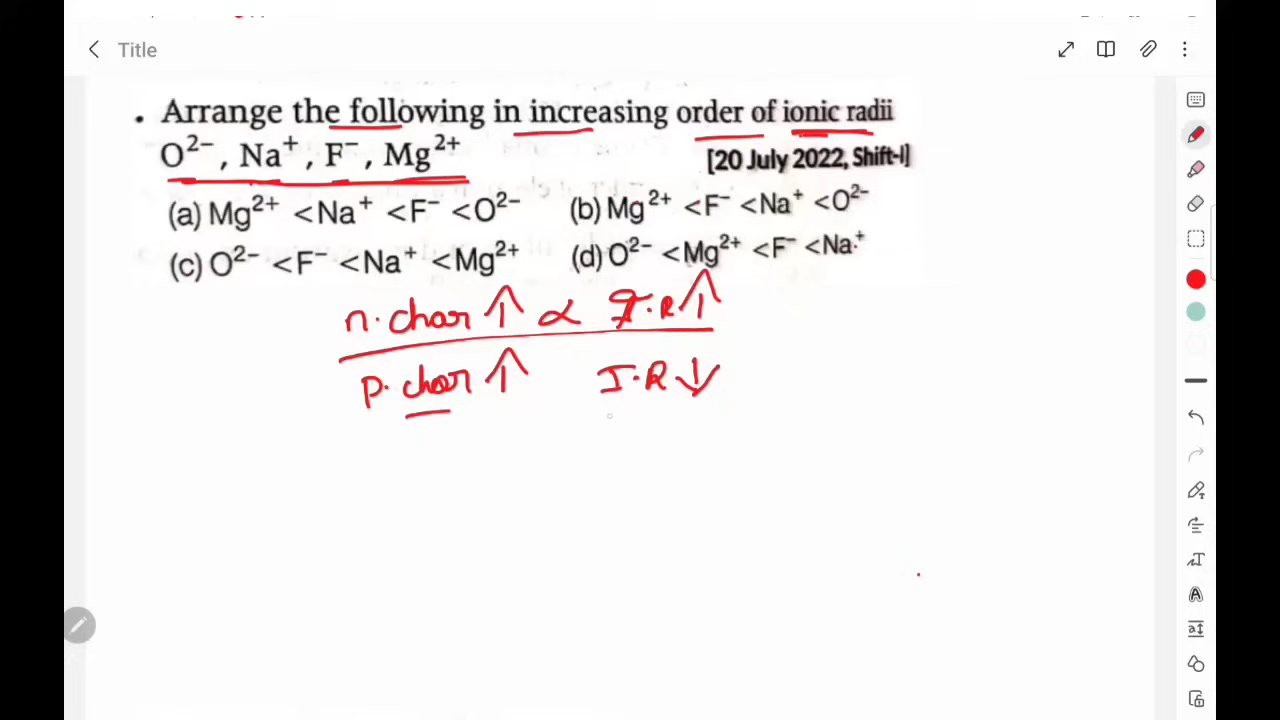 Title
. Arrange the following in increasing order of ionic radii
O²⁻, Na⁺, F⁻, Mg²⁺ [20 July 2022, Shift-I]
(a) Mg²⁺ <Na⁺ <F⁻ <O²⁻ (b) Mg²⁺ <F⁻ <Na⁺ <O²⁻
(c) O²⁻ <F⁻ <Na⁺ <Mg²⁺ (d) O²⁻ <Mg²⁺ <F⁻ <Na⁺
n. char ↑ ∝ I.R ↑
p. char ↑ I.R ↓